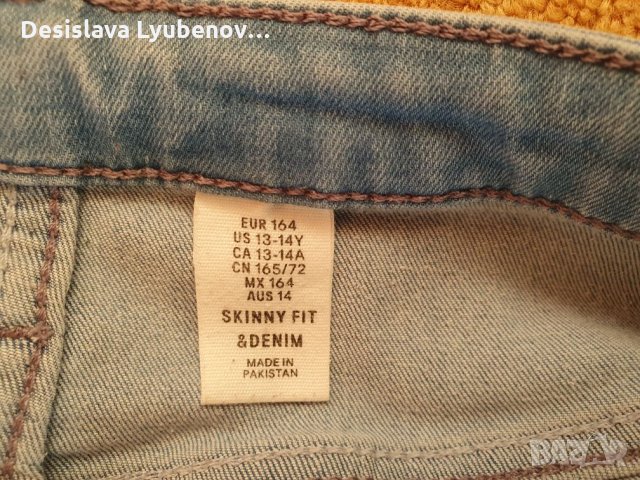 Desislava Lyubenov...
EUR 164
US 13-14Y
CA 13-14A
CN 165/72
MX 164
AUS 14
SKINNY FIT
&DENIM
MADE IN
PAKISTAN
BAZAR